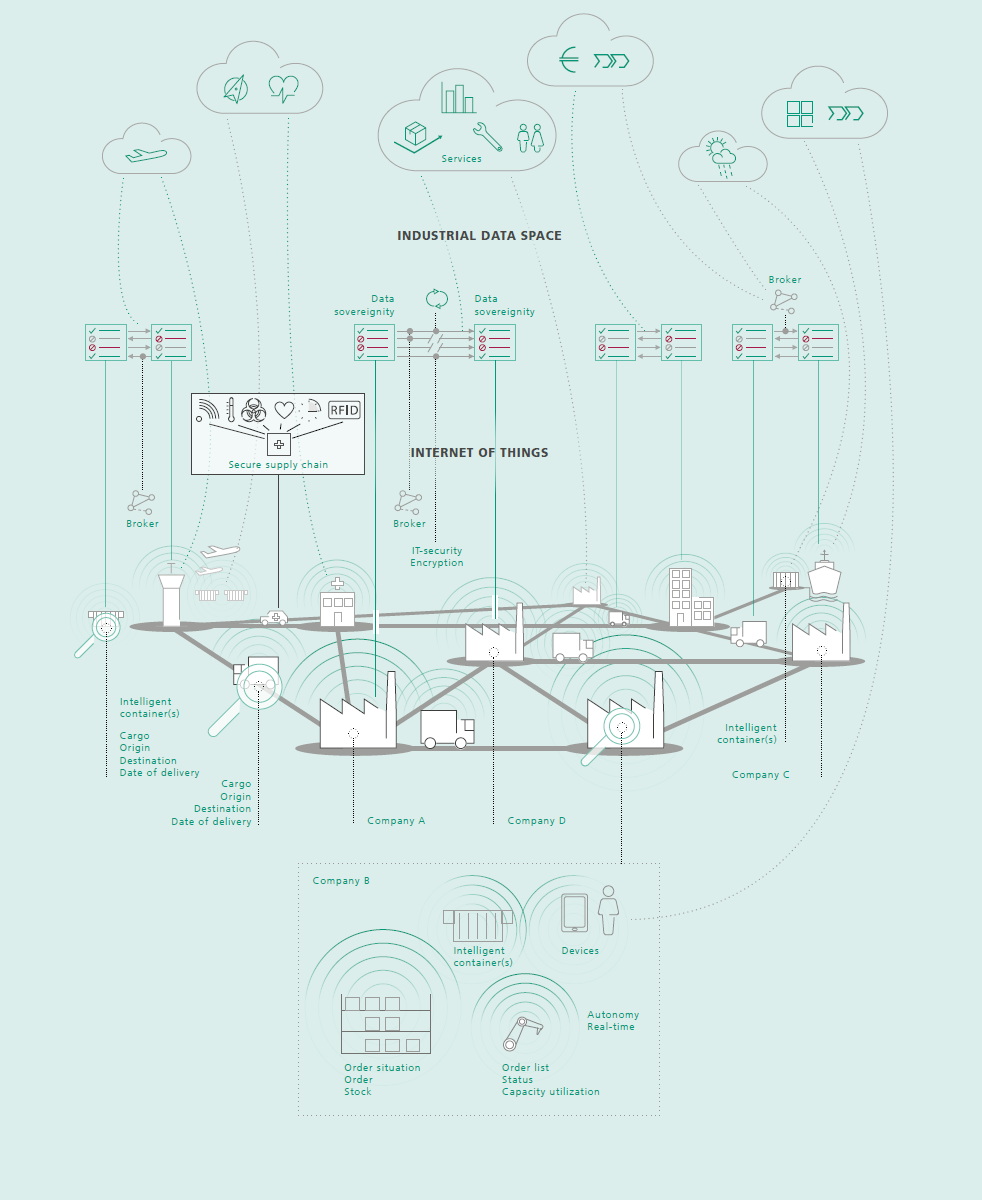 Services
INDUSTRIAL DATA SPACE
Broker
Data
sovereignity
Data
sovereignity
RFID
Secure supply chain
INTERNET OF THINGS
Broker
Broker
IT-security
Encryption
Intelligent
container(s)
Cargo
Origin
Destination
Date of delivery
Cargo
Origin
Destination
Date of delivery
Company A
Company D
Intelligent
container(s)
Company C
Company B
Intelligent
container(s)
Devices
Autonomy
Real-time
Order situation
Order
Stock
Order list
Status
Capacity utilization